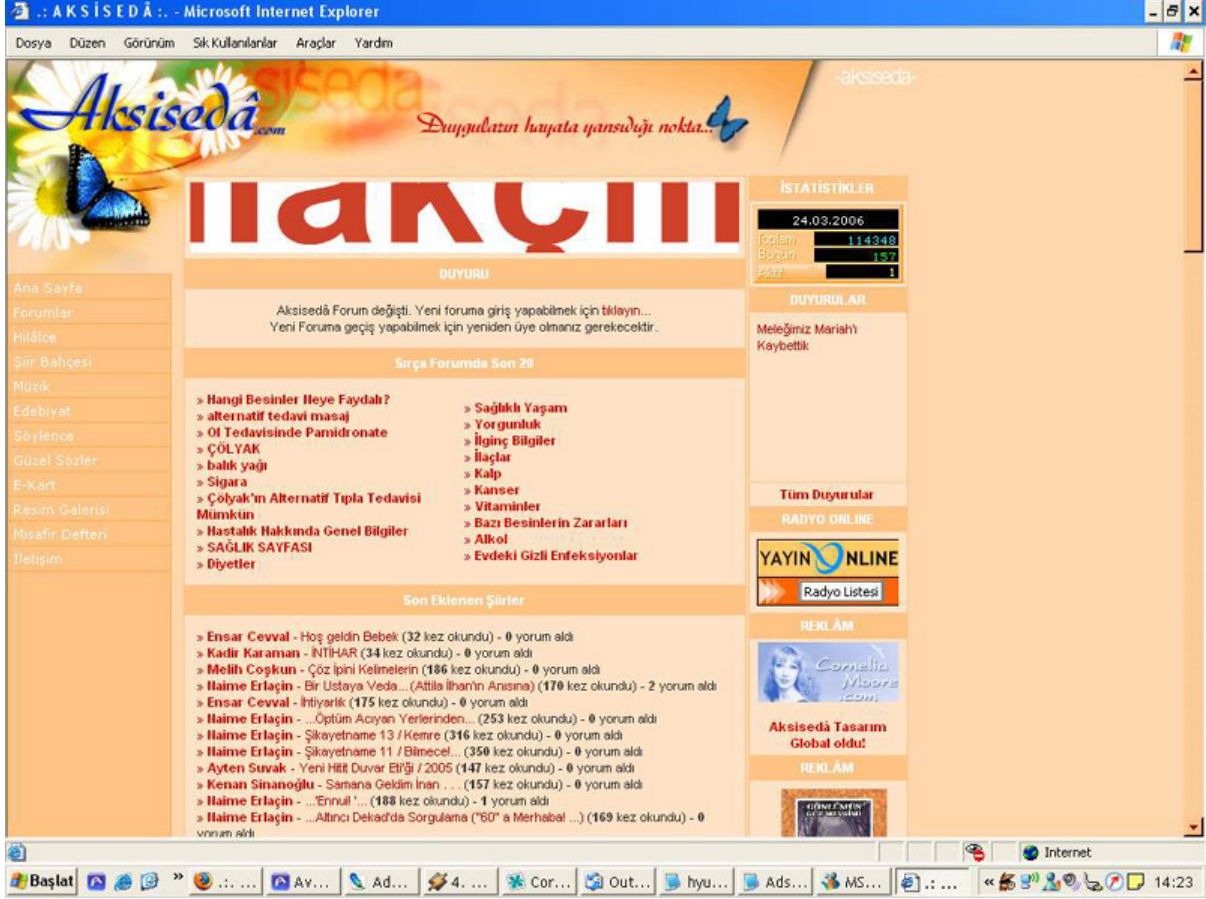 .: A K S İ S E D Â :. - Microsoft Internet Explorer
Dosya Düzen Görünüm Sık Kullanılanlar Araçlar Yardım
Aksisedâ.com
Duyguların hayata yansıdığı nokta...
-aksiseda-
Ana Sayfa
Forumlar
Hilâlce
Şiir Bahçesi
Müzik
Edebiyat
Söylence
Güzel Sözler
E-Kart
Resim Galerisi
Misafir Defteri
İletişim
DUYURU
Aksisedâ Forum değişti. Yeni foruma giriş yapabilmek için tıklayın...
Yeni Foruma geçiş yapabilmek için yeniden üye olmanız gerekecektir.
Sırça Forumda Son 20
» Hangi Besinler Neye Faydalı?
» alternatif tedavi masaj
» OI Tedavisinde Pamidronate
» ÇÖLYAK
» balık yağı
» Sigara
» Çölyak'ın Alternatif Tıpla Tedavisi
Mümkün
» Hastalık Hakkında Genel Bilgiler
» SAĞLIK SAYFASI
» Diyetler
» Sağlıklı Yaşam
» Yorgunluk
» İlginç Bilgiler
» İlaçlar
» Kalp
» Kanser
» Vitaminler
» Bazı Besinlerin Zararları
» Alkol
» Evdeki Gizli Enfeksiyonlar
Son Eklenen Şiirler
» Ensar Cevval - Hoş geldin Bebek (32 kez okundu) - 0 yorum aldı
» Kadir Karaman - İNTİHAR (34 kez okundu) - 0 yorum aldı
» Melih Coşkun - Çöz İpini Kelimelerin (186 kez okundu) - 0 yorum aldı
» Naime Erlaçin - Bir Ustaya Veda... (Attila İlhan'ın Anısına) (170 kez okundu) - 2 yorum aldı
» Ensar Cevval - İhtiyarlık (175 kez okundu) - 0 yorum aldı
» Naime Erlaçin - ...Öptüm Acıyan Yerlerinden... (253 kez okundu) - 0 yorum aldı
» Naime Erlaçin - Şikayetname 13 / Kemre (316 kez okundu) - 0 yorum aldı
» Naime Erlaçin - Şikayetname 11 / Bilmece!... (350 kez okundu) - 0 yorum aldı
» Ayten Suvak - Yeni Hitit Duvar Eti'ği / 2005 (147 kez okundu) - 0 yorum aldı
» Kenan Sinanoğlu - Samana Geldim İnan . . . (157 kez okundu) - 0 yorum aldı
» Naime Erlaçin - ...'Ennui! '... (188 kez okundu) - 1 yorum aldı
» Naime Erlaçin - ...Altıncı Dekad'da Sorgulama ("60" a Merhaba! ...) (169 kez okundu) - 0
yorum aldı
İSTATİSTİKLER
24.03.2006
Toplam 114348
Bugün 157
Aktif 1
DUYURULAR
Meleğimiz Mariah'ı
Kaybettik
Tüm Duyurular
RADYO ONLINE
YAYIN ONLINE
Radyo Listesi
REKLÂM
Cornelia
Moore
.com
Aksisedâ Tasarım
Global oldu!
REKLÂM
Internet
Başlat » .:. ... Av... Ad... 4. ... Cor... Out... hyu... Ads... MS... .: ... « 14:23